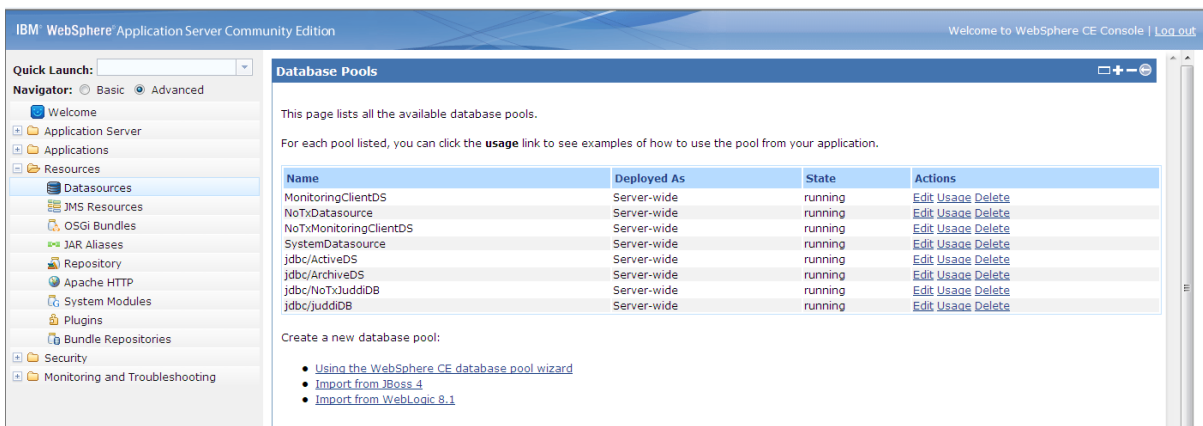 IBM® WebSphere® Application Server Community Edition
Welcome to WebSphere CE Console | Log out
Quick Launch:
Navigator: Basic Advanced
Welcome
Application Server
Applications
Resources
Datasources
JMS Resources
OSGi Bundles
JAR Aliases
Repository
Apache HTTP
System Modules
Plugins
Bundle Repositories
Security
Monitoring and Troubleshooting
Database Pools
This page lists all the available database pools.
For each pool listed, you can click the usage link to see examples of how to use the pool from your application.
Name Deployed As State Actions
MonitoringClientDS Server-wide running Edit Usage Delete
NoTxDatasource Server-wide running Edit Usage Delete
NoTxMonitoringClientDS Server-wide running Edit Usage Delete
SystemDatasource Server-wide running Edit Usage Delete
jdbc/ActiveDS Server-wide running Edit Usage Delete
jdbc/ArchiveDS Server-wide running Edit Usage Delete
jdbc/NoTxJuddiDB Server-wide running Edit Usage Delete
jdbc/juddiDB Server-wide running Edit Usage Delete
Create a new database pool:
• Using the WebSphere CE database pool wizard
• Import from JBoss 4
• Import from WebLogic 8.1